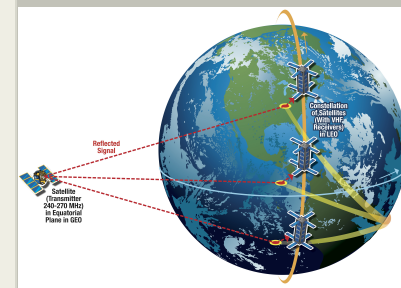 Constellation
of Satellites
(With VHF
Receivers)
in LEO
Reflected
Signal
Satellite
(Transmitter
240-270 MHz)
in Equatorial
Plane in GEO